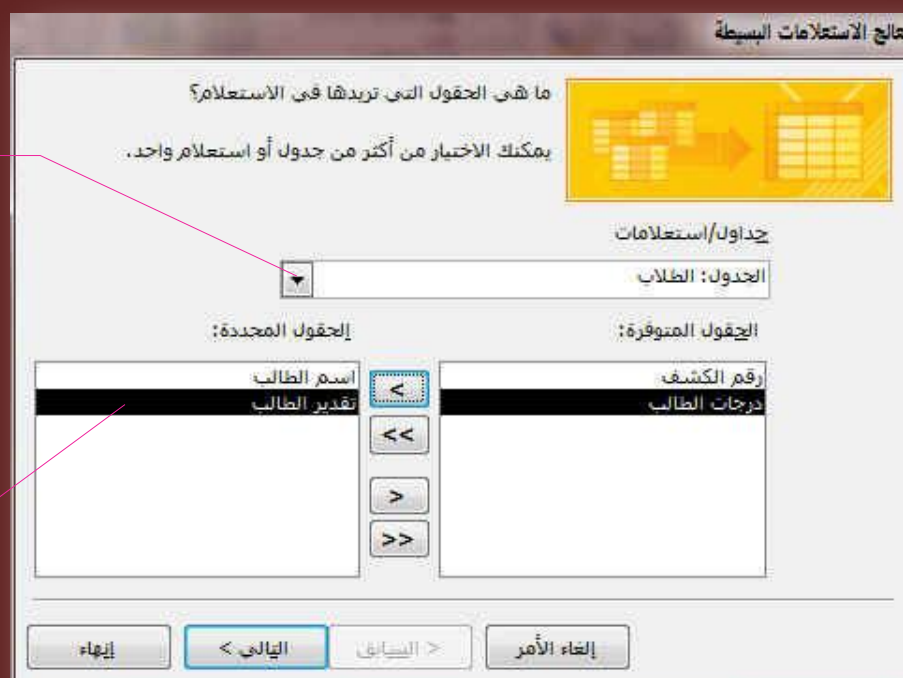 معالج الاستعلامات البسيطة
ما هي الحقول التي تريدها في الاستعلام؟
يمكنك الاختيار من أكثر من جدول أو استعلام واحد.
جداول/استعلامات
الجدول: الطلاب
الحقول المتوفرة:
رقم الكشف
درجات الطالب
<
<<
>
>>
الحقول المحددة:
اسم الطالب
تقدير الطالب
إلغاء الأمر
< السابق
التالي >
إنهاء